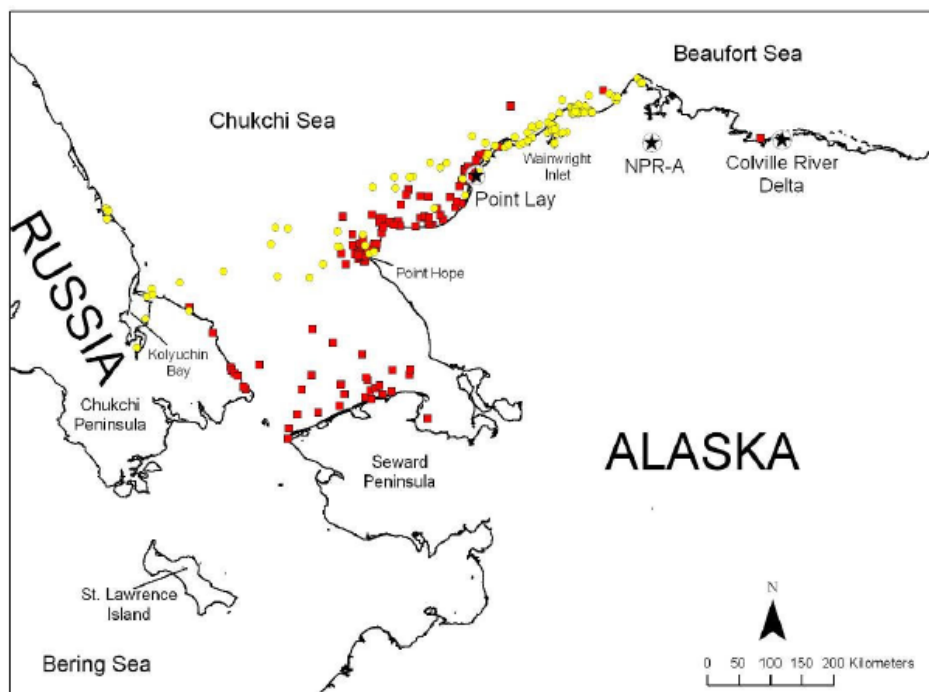 Beaufort Sea
Chukchi Sea
Wainwright
Inlet
NPR-A
Colville River
Delta
Point Lay
RUSSIA
Point Hope
Kolyuchin
Bay
Chukchi
Peninsula
ALASKA
Seward
Peninsula
St. Lawrence
Island
N
Bering Sea
0 50 100 200 Kilometers